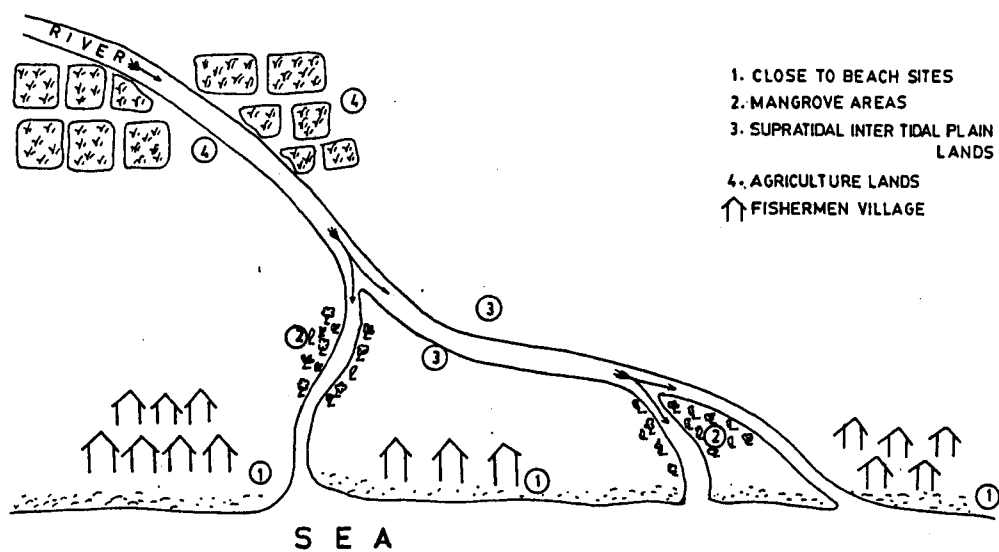 RIVER
1. CLOSE TO BEACH SITES
2. MANGROVE AREAS
3. SUPRATIDAL INTER TIDAL PLAIN
LANDS
4. AGRICULTURE LANDS
FISHERMEN VILLAGE
4
4
3
2
3
2
1
1
1
SEA